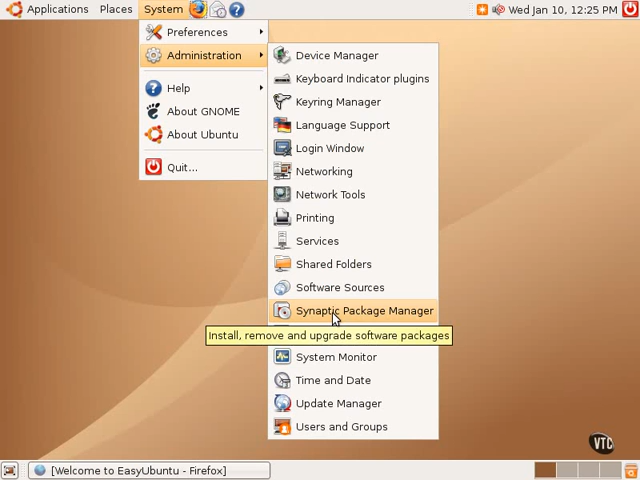 Applications Places System Wed Jan 10, 12:25 PM
Preferences
Administration
Help
About GNOME
About Ubuntu
Quit...
Device Manager
Keyboard Indicator plugins
Keyring Manager
Language Support
Login Window
Networking
Network Tools
Printing
Services
Shared Folders
Software Sources
Synaptic Package Manager
Install, remove and upgrade software packages
System Monitor
Time and Date
Update Manager
Users and Groups
VTC
[Welcome to EasyUbuntu - Firefox]